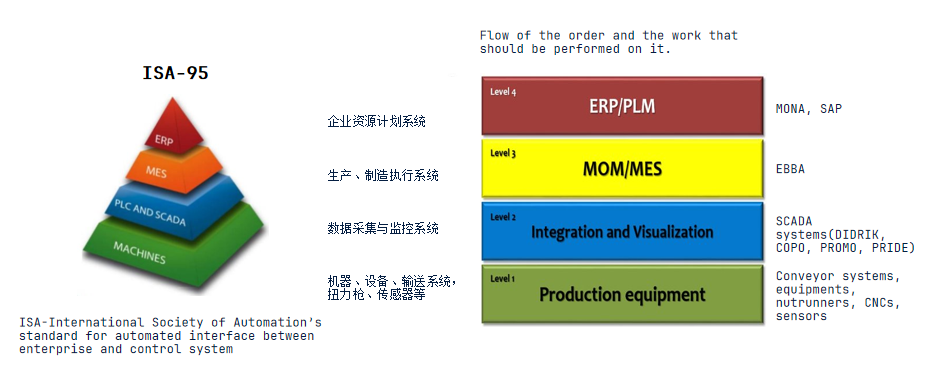 Flow of the order and the work that
should be performed on it.
ISA-95
ERP
MES
PLC AND SCADA
MACHINES
企业资源计划系统
生产、制造执行系统
数据采集与监控系统
机器、设备、输送系统，
扭力枪、传感器等
Level 4
ERP/PLM
MONA, SAP
Level 3
MOM/MES
EBBA
Level 2
Integration and Visualization
SCADA
systems(DIDRIK,
COPO, PROMO, PRIDE)
Level 1
Production equipment
Conveyor systems,
equipments,
nutrunners, CNCs,
sensors
ISA-International Society of Automation’s
standard for automated interface between
enterprise and control system